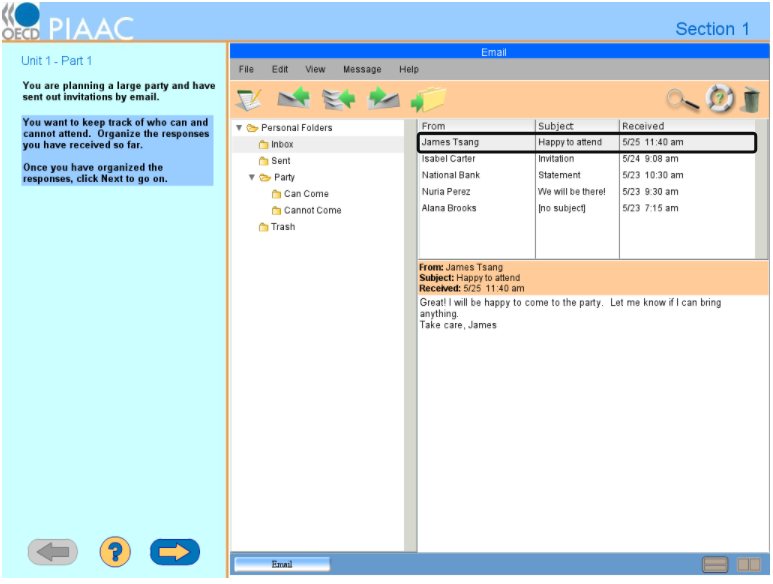 OECD PIAAC
Section 1
Unit 1 - Part 1
You are planning a large party and have
sent out invitations by email.
You want to keep track of who can and
cannot attend. Organize the responses
you have received so far.
Once you have organized the
responses, click Next to go on.
?
Email
File Edit View Message Help
Personal Folders
Inbox
Sent
Party
Can Come
Cannot Come
Trash
From Subject Received
James Tsang Happy to attend 5/25 11:40 am
Isabel Carter Invitation 5/24 9:08 am
National Bank Statement 5/23 10:30 am
Nuria Perez We will be there! 5/23 9:30 am
Alana Brooks [no subject] 5/23 7:15 am
From: James Tsang
Subject: Happy to attend
Received: 5/25 11:40 am
Great! I will be happy to come to the party. Let me know if I can bring
anything.
Take care, James
Email